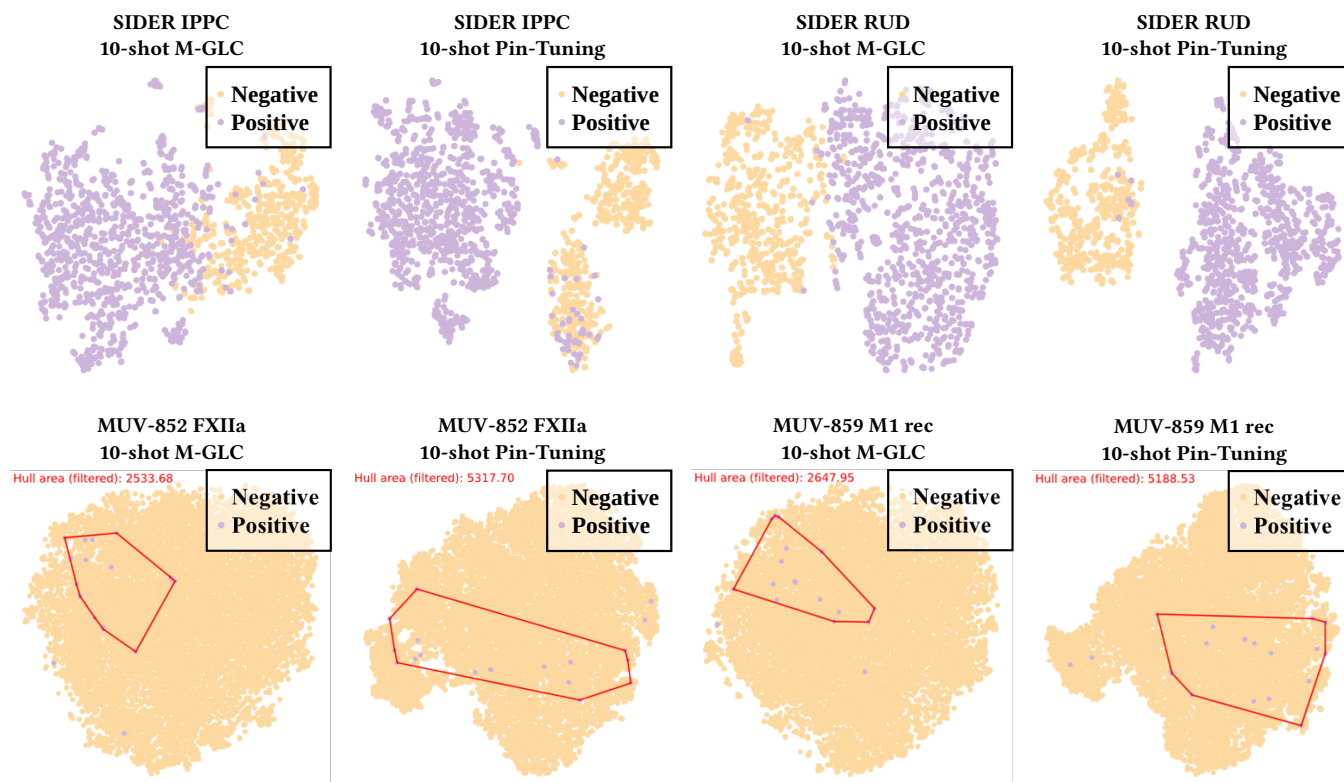 SIDER IPPC
10-shot M-GLC
Negative
Positive
SIDER IPPC
10-shot Pin-Tuning
Negative
Positive
SIDER RUD
10-shot M-GLC
Negative
Positive
SIDER RUD
10-shot Pin-Tuning
Negative
Positive
MUV-852 FXIIa
10-shot M-GLC
Hull area (filtered): 2533.68
Negative
Positive
MUV-852 FXIIa
10-shot Pin-Tuning
Hull area (filtered): 5317.70
Negative
Positive
MUV-859 M1 rec
10-shot M-GLC
Hull area (filtered): 2647.95
Negative
Positive
MUV-859 M1 rec
10-shot Pin-Tuning
Hull area (filtered): 5188.53
Negative
Positive